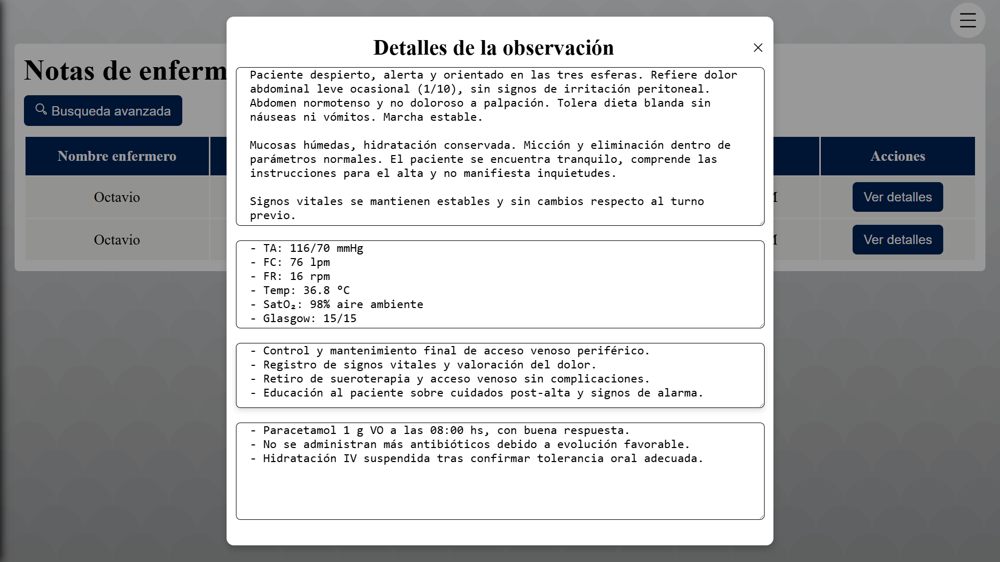 Detalles de la observación
Notas de enferm
Busqueda avanzada
Nombre enfermero
Acciones
Octavio
Ver detalles
Octavio
Ver detalles
Paciente despierto, alerta y orientado en las tres esferas. Refiere dolor
abdominal leve ocasional (1/10), sin signos de irritación peritoneal.
Abdomen normotenso y no doloroso a palpación. Tolera dieta blanda sin
náuseas ni vómitos. Marcha estable.
Mucosas húmedas, hidratación conservada. Micción y eliminación dentro de
parámetros normales. El paciente se encuentra tranquilo, comprende las
instrucciones para el alta y no manifiesta inquietudes.
Signos vitales se mantienen estables y sin cambios respecto al turno
previo.
- TA: 116/70 mmHg
- FC: 76 lpm
- FR: 16 rpm
- Temp: 36.8 °C
- SatO₂: 98% aire ambiente
- Glasgow: 15/15
- Control y mantenimiento final de acceso venoso periférico.
- Registro de signos vitales y valoración del dolor.
- Retiro de sueroterapia y acceso venoso sin complicaciones.
- Educación al paciente sobre cuidados post-alta y signos de alarma.
- Paracetamol 1 g VO a las 08:00 hs, con buena respuesta.
- No se administran más antibióticos debido a evolución favorable.
- Hidratación IV suspendida tras confirmar tolerancia oral adecuada.